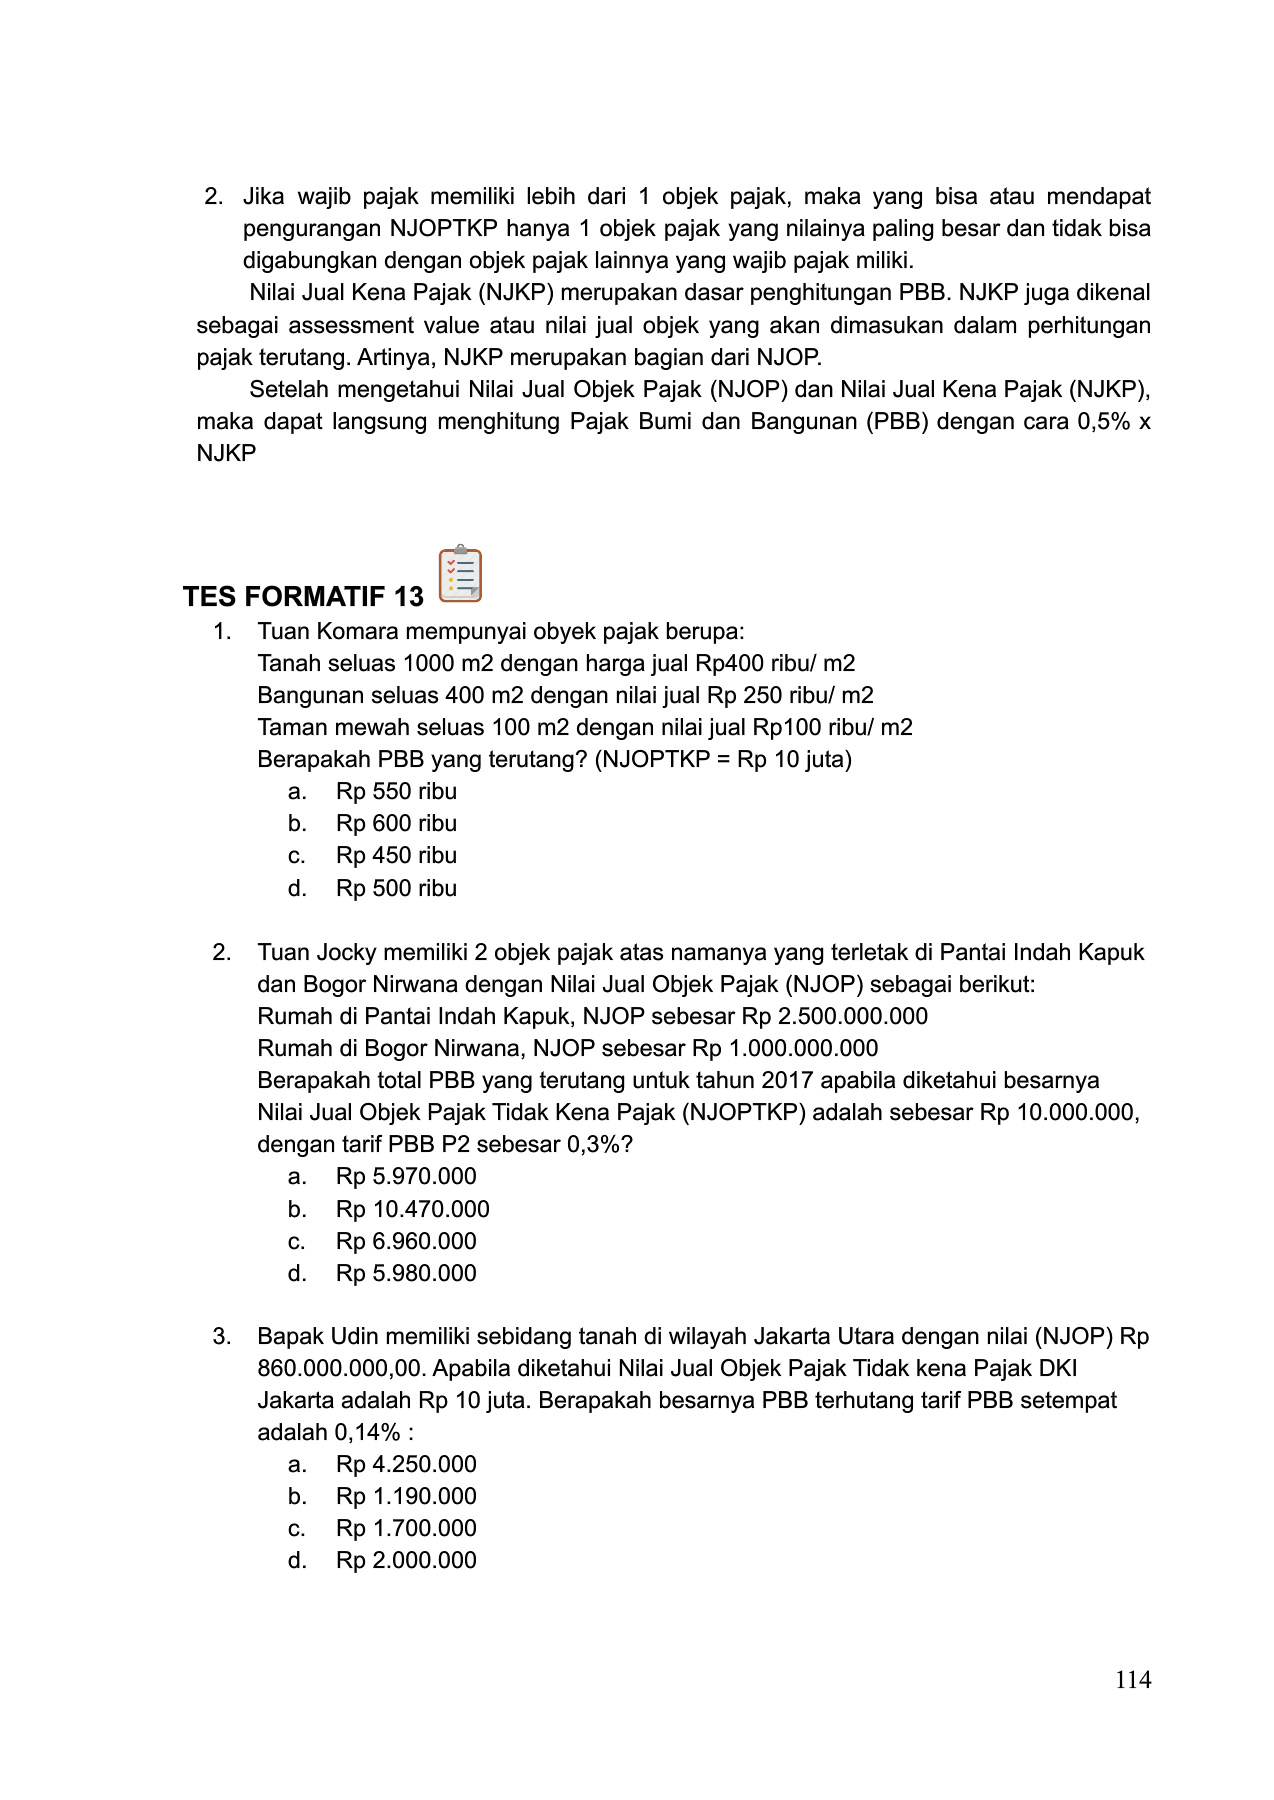 2. Jika wajib pajak memiliki lebih dari 1 objek pajak, maka yang bisa atau mendapat
pengurangan NJOPTKP hanya 1 objek pajak yang nilainya paling besar dan tidak bisa
digabungkan dengan objek pajak lainnya yang wajib pajak miliki.
Nilai Jual Kena Pajak (NJKP) merupakan dasar penghitungan PBB. NJKP juga dikenal
sebagai assessment value atau nilai jual objek yang akan dimasukan dalam perhitungan
pajak terutang. Artinya, NJKP merupakan bagian dari NJOP.
Setelah mengetahui Nilai Jual Objek Pajak (NJOP) dan Nilai Jual Kena Pajak (NJKP),
maka dapat langsung menghitung Pajak Bumi dan Bangunan (PBB) dengan cara 0,5% x
NJKP
TES FORMATIF 13
1. Tuan Komara mempunyai obyek pajak berupa:
Tanah seluas 1000 m2 dengan harga jual Rp400 ribu/ m2
Bangunan seluas 400 m2 dengan nilai jual Rp 250 ribu/ m2
Taman mewah seluas 100 m2 dengan nilai jual Rp100 ribu/ m2
Berapakah PBB yang terutang? (NJOPTKP = Rp 10 juta)
a. Rp 550 ribu
b. Rp 600 ribu
c. Rp 450 ribu
d. Rp 500 ribu
2. Tuan Jocky memiliki 2 objek pajak atas namanya yang terletak di Pantai Indah Kapuk
dan Bogor Nirwana dengan Nilai Jual Objek Pajak (NJOP) sebagai berikut:
Rumah di Pantai Indah Kapuk, NJOP sebesar Rp 2.500.000.000
Rumah di Bogor Nirwana, NJOP sebesar Rp 1.000.000.000
Berapakah total PBB yang terutang untuk tahun 2017 apabila diketahui besarnya
Nilai Jual Objek Pajak Tidak Kena Pajak (NJOPTKP) adalah sebesar Rp 10.000.000,
dengan tarif PBB P2 sebesar 0,3%?
a. Rp 5.970.000
b. Rp 10.470.000
c. Rp 6.960.000
d. Rp 5.980.000
3. Bapak Udin memiliki sebidang tanah di wilayah Jakarta Utara dengan nilai (NJOP) Rp
860.000.000,00. Apabila diketahui Nilai Jual Objek Pajak Tidak kena Pajak DKI
Jakarta adalah Rp 10 juta. Berapakah besarnya PBB terhutang tarif PBB setempat
adalah 0,14% :
a. Rp 4.250.000
b. Rp 1.190.000
c. Rp 1.700.000
d. Rp 2.000.000
114